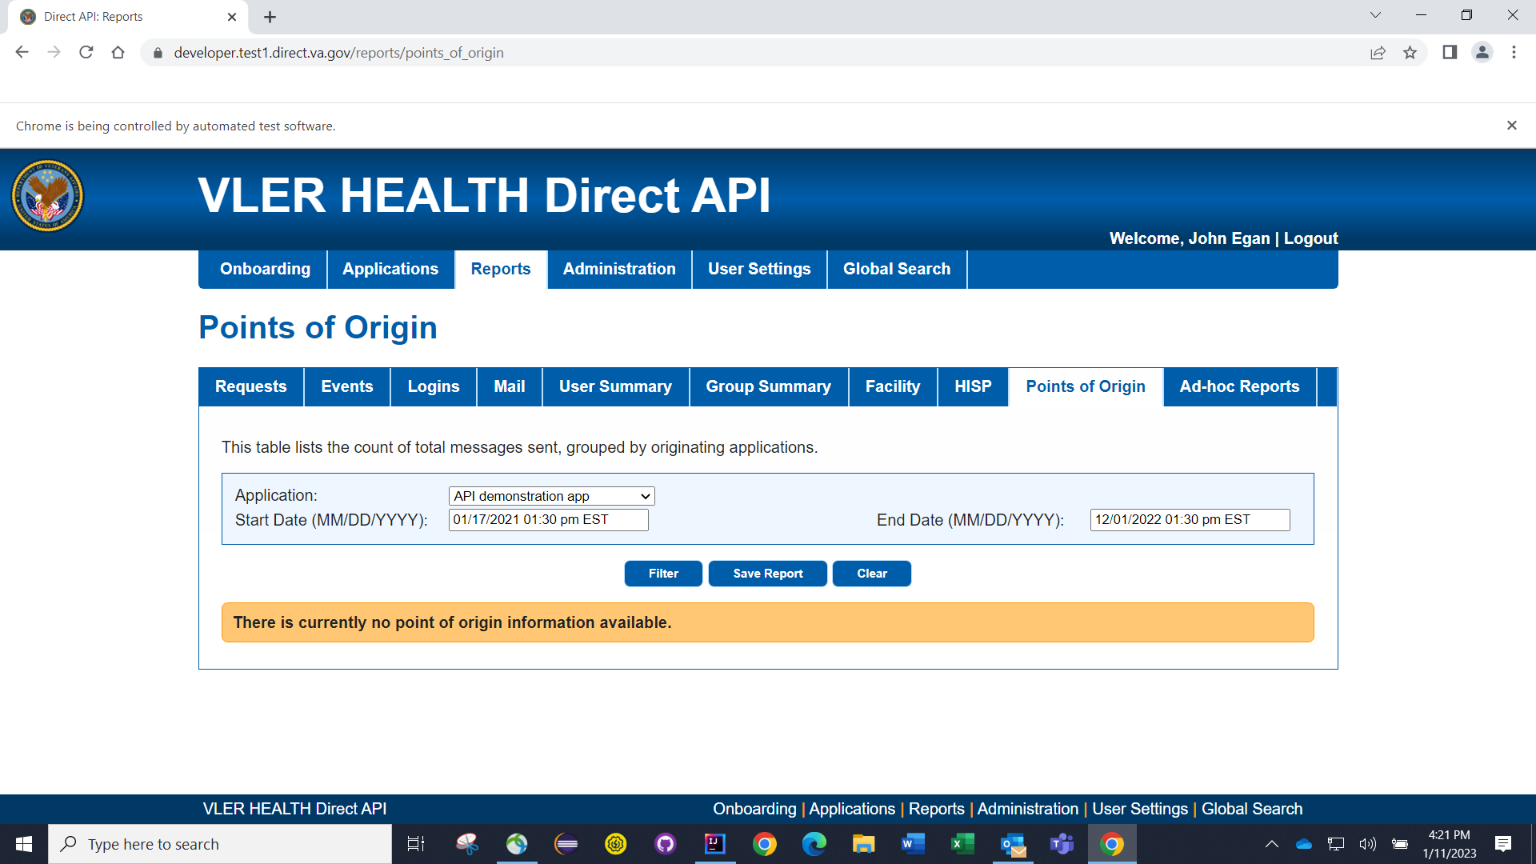 Direct API: Reports
developer.test1.direct.va.gov/reports/points_of_origin
Chrome is being controlled by automated test software.
VLER HEALTH Direct API
Welcome, John Egan | Logout
Onboarding Applications Reports Administration User Settings Global Search
Points of Origin
Requests Events Logins Mail User Summary Group Summary Facility HISP Points of Origin Ad-hoc Reports
This table lists the count of total messages sent, grouped by originating applications.
Application: API demonstration app
Start Date (MM/DD/YYYY): 01/17/2021 01:30 pm EST End Date (MM/DD/YYYY): 12/01/2022 01:30 pm EST
Filter Save Report Clear
There is currently no point of origin information available.
VLER HEALTH Direct API Onboarding | Applications | Reports | Administration | User Settings | Global Search
Type here to search
4:21 PM
1/11/2023